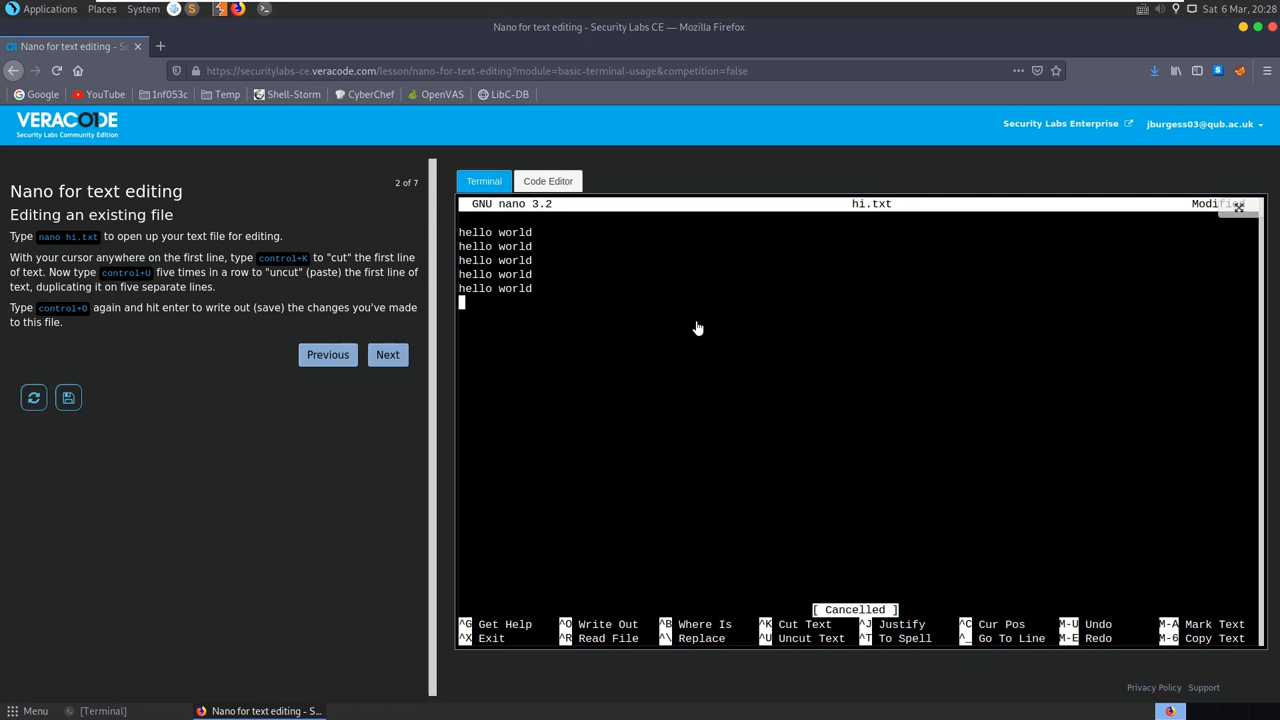 Applications Places System S Sat 6 Mar, 20:28
Nano for text editing - Security Labs CE — Mozilla Firefox
Nano for text editing - Se
https://securitylabs-ce.veracode.com/lesson/nano-for-text-editing?module=basic-terminal-usage&competition=false
Google YouTube 1nf053c Temp Shell-Storm CyberChef OpenVAS LibC-DB
VERACODE
Security Labs Community Edition
Security Labs Enterprise jburgess03@qub.ac.uk
Nano for text editing
2 of 7
Editing an existing file
Type nano hi.txt to open up your text file for editing.
With your cursor anywhere on the first line, type control+K to "cut" the first line
of text. Now type control+U five times in a row to "uncut" (paste) the first line of
text, duplicating it on five separate lines.
Type control+O again and hit enter to write out (save) the changes you've made
to this file.
Previous Next
Terminal Code Editor
GNU nano 3.2 hi.txt
hello world
hello world
hello world
hello world
hello world
[ Cancelled ]
^G Get Help ^O Write Out ^B Where Is ^K Cut Text ^J Justify ^C Cur Pos M-U Undo M-A Mark Text
^X Exit ^R Read File ^\ Replace ^U Uncut Text ^T To Spell ^_ Go To Line M-E Redo M-6 Copy Text
Privacy Policy Support
Menu [Terminal] Nano for text editing - S...